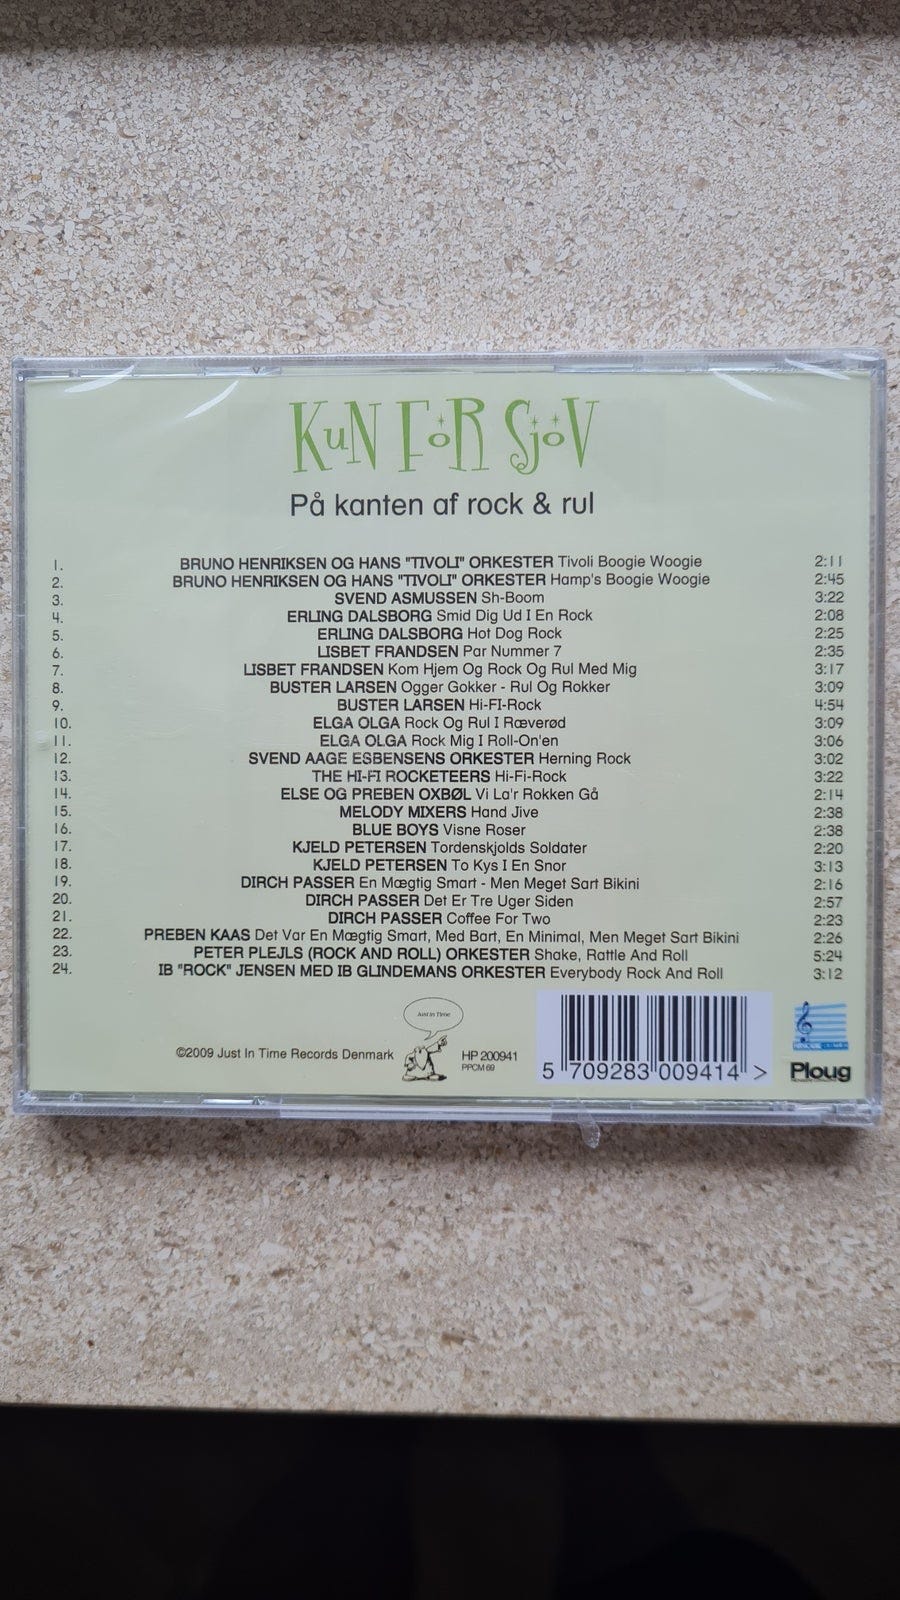 KuN FoR SjoV
På kanten af rock & rul
1. BRUNO HENRIKSEN OG HANS "TIVOLI" ORKESTER Tivoli Boogie Woogie 2:11
2. BRUNO HENRIKSEN OG HANS "TIVOLI" ORKESTER Hamp's Boogie Woogie 2:45
3. SVEND ASMUSSEN Sh-Boom 3:22
4. ERLING DALSBORG Smid Dig Ud I En Rock 2:08
5. ERLING DALSBORG Hot Dog Rock 2:25
6. LISBET FRANDSEN Par Nummer 7 2:35
7. LISBET FRANDSEN Kom Hjem Og Rock Og Rul Med Mig 3:17
8. BUSTER LARSEN Ogger Gokker - Rul Og Rokker 3:09
9. BUSTER LARSEN Hi-FI-Rock 4:54
10. ELGA OLGA Rock Og Rul I Ræverød 3:09
11. ELGA OLGA Rock Mig I Roll-On'en 3:06
12. SVEND AAGE ESBENSENS ORKESTER Herning Rock 3:02
13. THE HI-FI ROCKETEERS Hi-Fi-Rock 3:22
14. ELSE OG PREBEN OXBØL Vi La'r Rokken Gå 2:14
15. MELODY MIXERS Hand Jive 2:38
16. BLUE BOYS Visne Roser 2:38
17. KJELD PETERSEN Tordenskjolds Soldater 2:20
18. KJELD PETERSEN To Kys I En Snor 3:13
19. DIRCH PASSER En Mægtig Smart - Men Meget Sart Bikini 2:16
20. DIRCH PASSER Det Er Tre Uger Siden 2:57
21. DIRCH PASSER Coffee For Two 2:23
22. PREBEN KAAS Det Var En Mægtig Smart, Med Bart, En Minimal, Men Meget Sart Bikini 2:26
23. PETER PLEJLS (ROCK AND ROLL) ORKESTER Shake, Rattle And Roll 5:24
24. IB "ROCK" JENSEN MED IB GLINDEMANS ORKESTER Everybody Rock And Roll 3:12
Just in Time
©2009 Just In Time Records Denmark
HP 200941
PPCM 69
5 709283 009414 >
Ploug